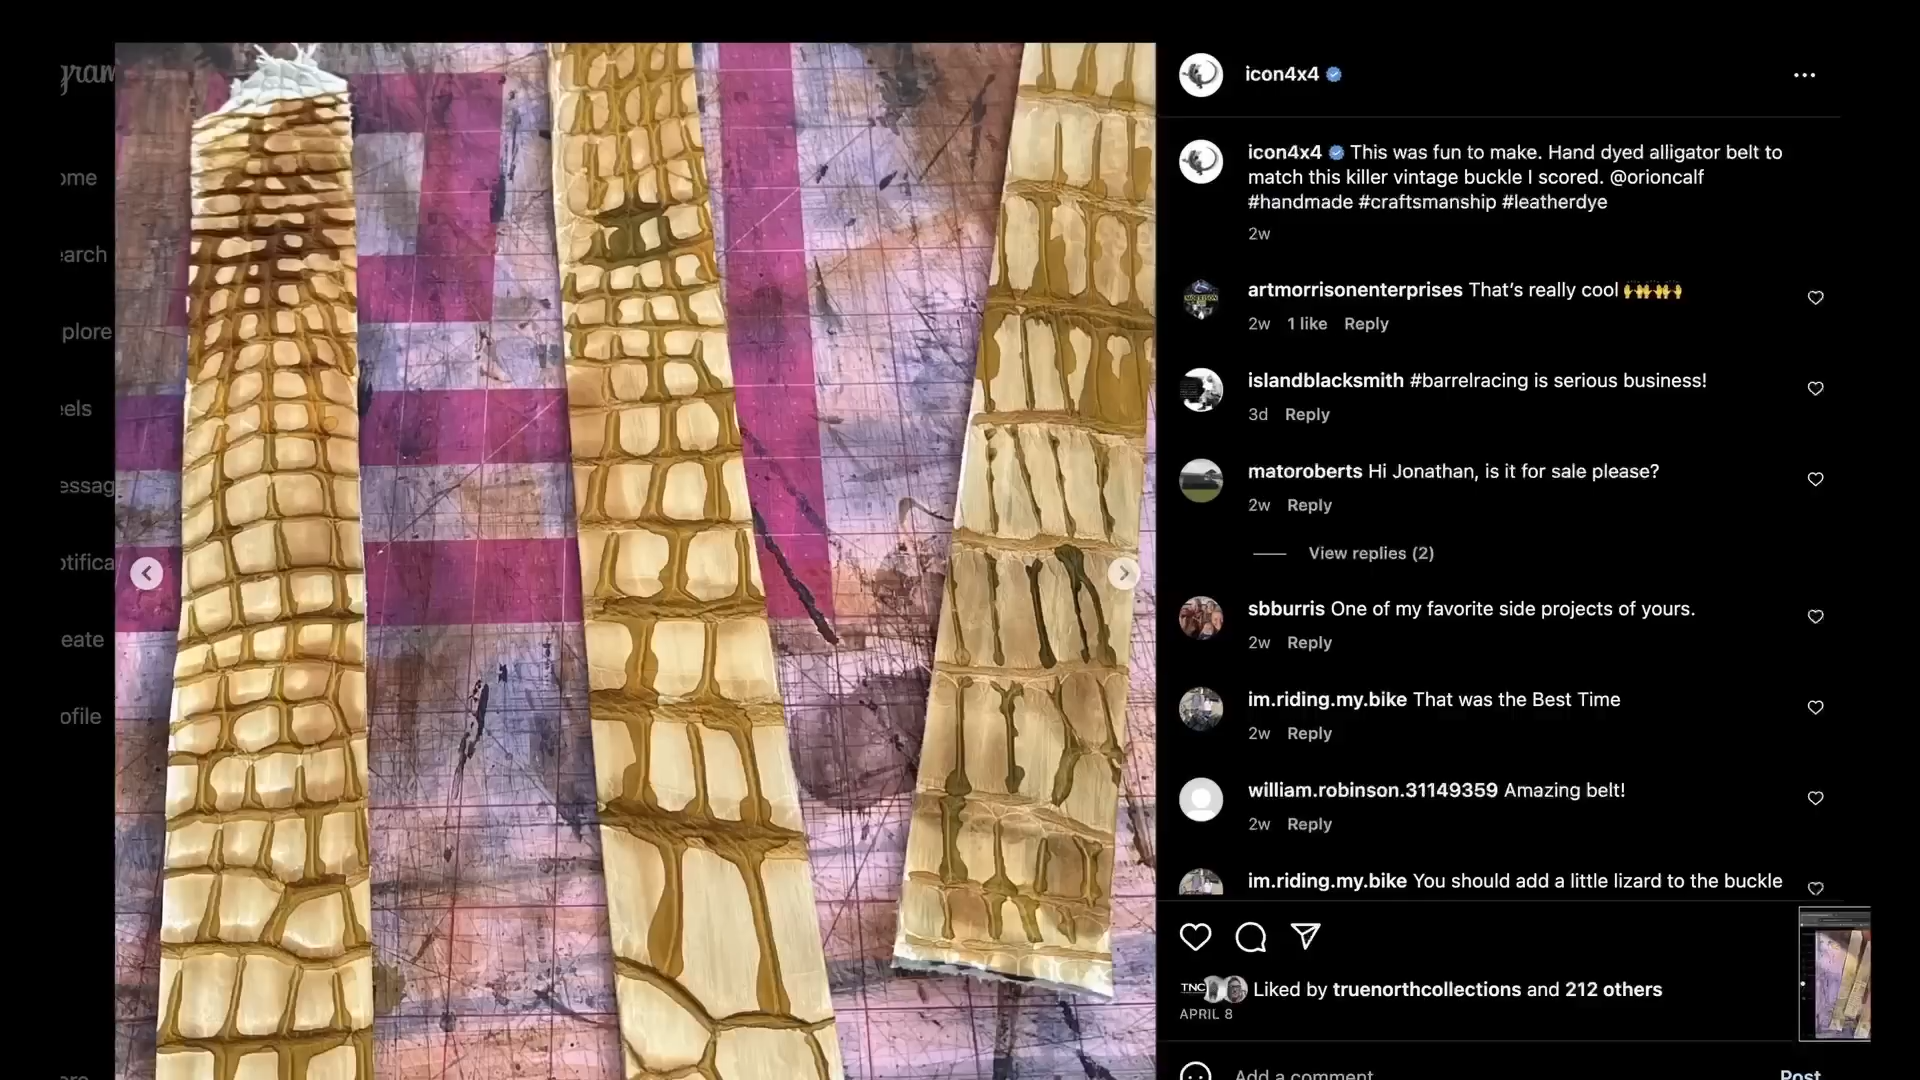 gram
ome
earch
plore
eels
essag
otifica
eate
ofile
icon4x4
icon4x4 This was fun to make. Hand dyed alligator belt to
match this killer vintage buckle I scored. @orioncalf
#handmade #craftsmanship #leatherdye
2w
artmorrisonenterprises That’s really cool 🙌🙌🙌
2w 1 like Reply
islandblacksmith #barrelracing is serious business!
3d Reply
matoroberts Hi Jonathan, is it for sale please?
2w Reply
View replies (2)
sbburris One of my favorite side projects of yours.
2w Reply
im.riding.my.bike That was the Best Time
2w Reply
william.robinson.31149359 Amazing belt!
2w Reply
im.riding.my.bike You should add a little lizard to the buckle
TNC
Liked by truenorthcollections and 212 others
APRIL 8
Add a comment
Post